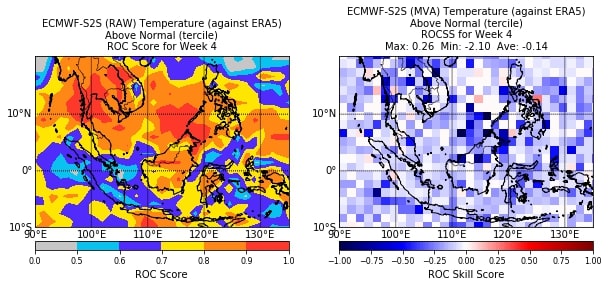 ECMWF-S2S (RAW) Temperature (against ERA5)
Above Normal (tercile)
ROC Score for Week 4
10°N
0°
10°S
90°E 100°E 110°E 120°E 130°E
0.0 0.5 0.6 0.7 0.8 0.9 1.0
ROC Score
ECMWF-S2S (MVA) Temperature (against ERA5)
Above Normal (tercile)
ROCSS for Week 4
Max: 0.26 Min: -2.10 Ave: -0.14
10°N
0°
10°S
90°E 100°E 110°E 120°E 130°E
−1.00 −0.75 −0.50 −0.25 0.00 0.25 0.50 0.75 1.00
ROC Skill Score